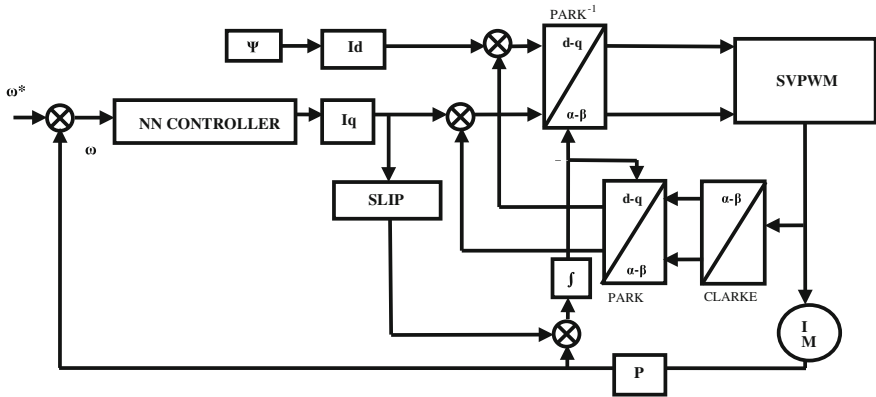 PARK⁻¹
Ψ
Id
d-q
SVPWM
ω*
NN CONTROLLER
Iq
α-β
ω
–
SLIP
d-q
α-β
α-β
∫
PARK
CLARKE
I
M
P